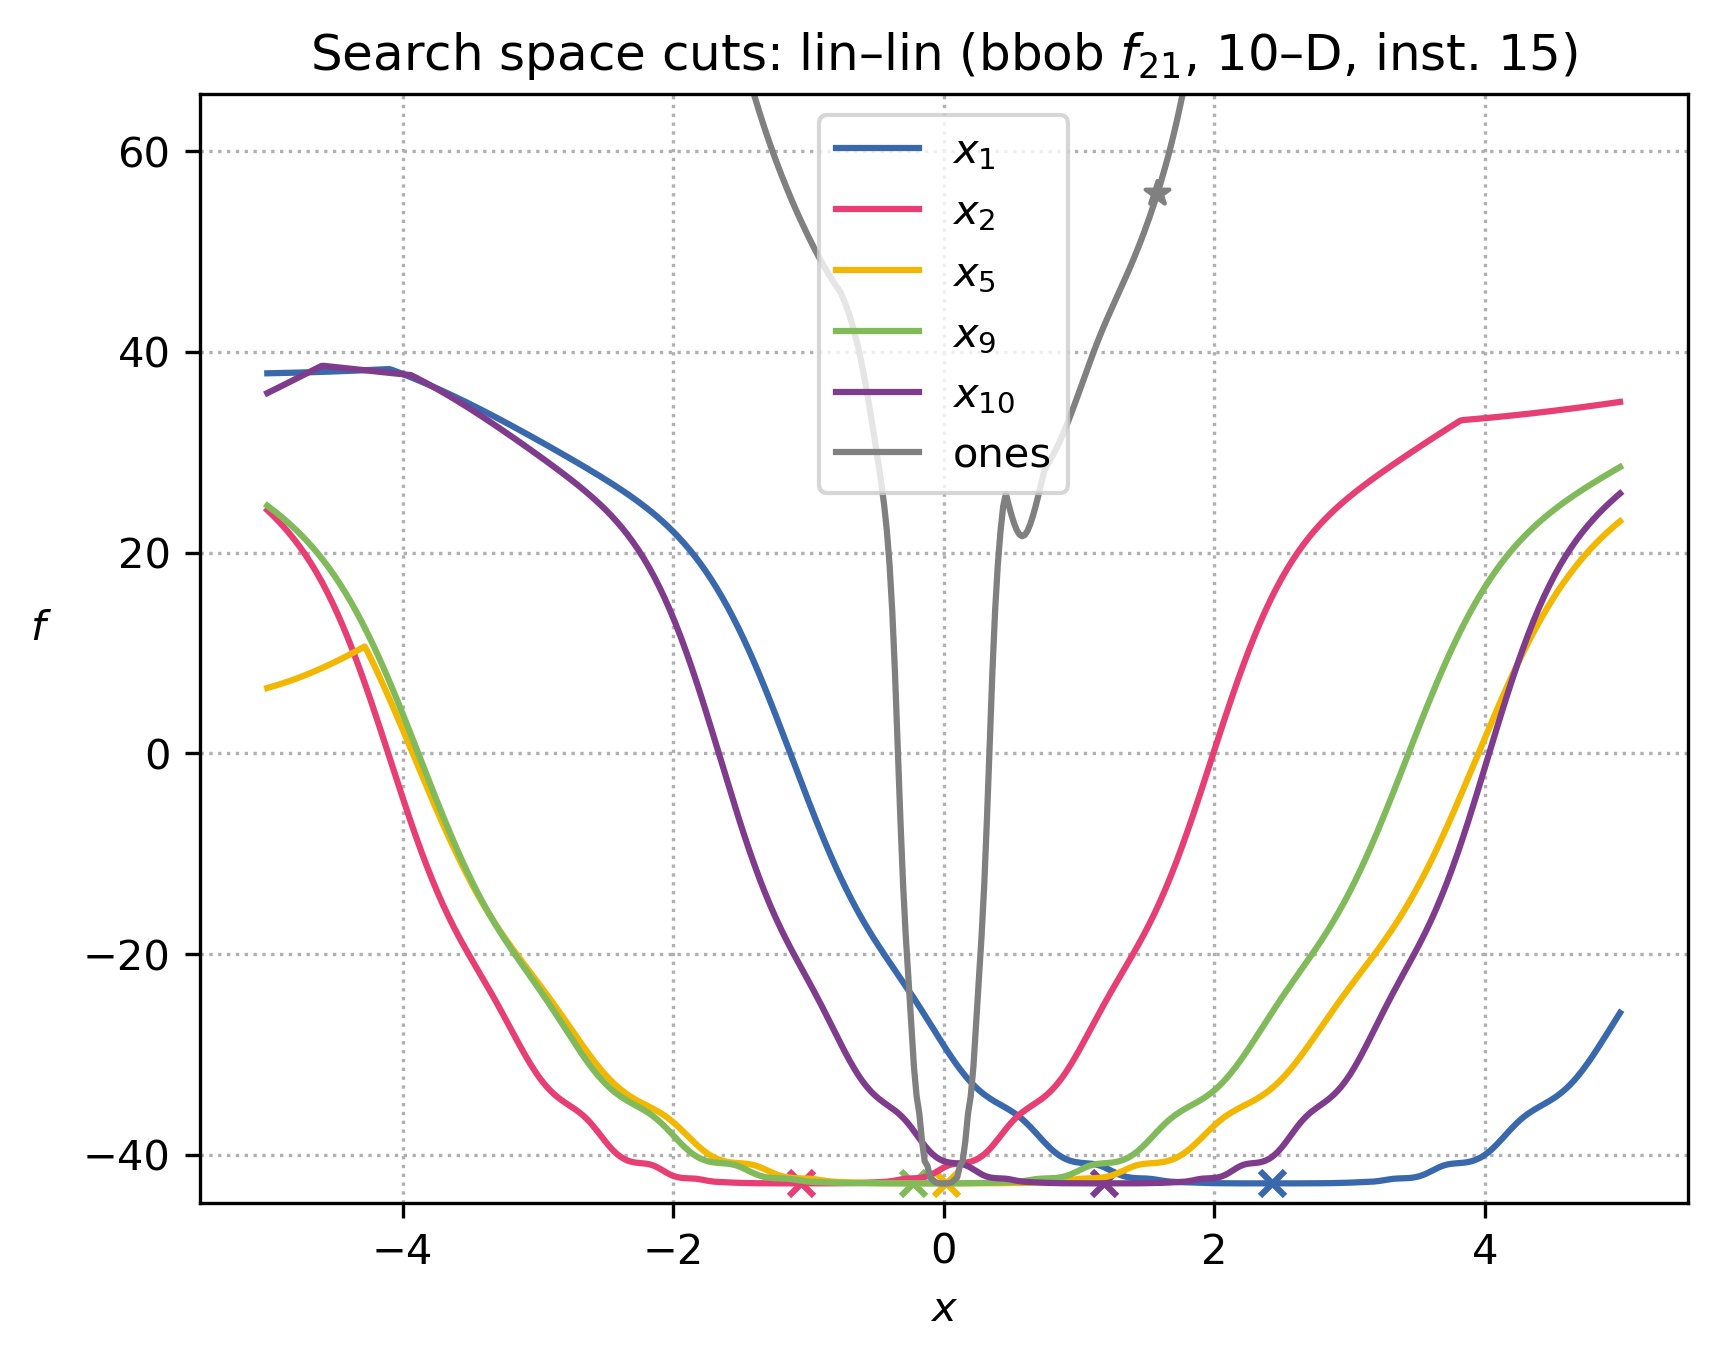 Search space cuts: lin–lin (bbob f₂₁, 10–D, inst. 15)
60
40
20
0
−20
−40
f
x₁
x₂
x₅
x₉
x₁₀
ones
−4 −2 0 2 4
x